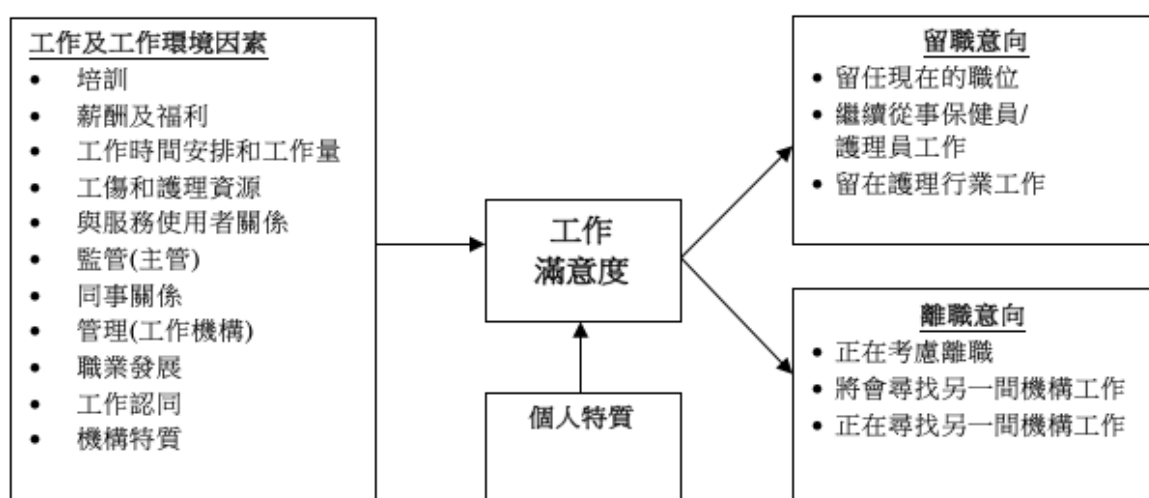 工作及工作環境因素
• 培訓
• 薪酬及福利
• 工作時間安排和工作量
• 工傷和護理資源
• 與服務使用者關係
• 監管(主管)
• 同事關係
• 管理(工作機構)
• 職業發展
• 工作認同
• 機構特質
工作
滿意度
個人特質
留職意向
• 留任現在的職位
• 繼續從事保健員/
護理員工作
• 留在護理行業工作
離職意向
• 正在考慮離職
• 將會尋找另一間機構工作
• 正在尋找另一間機構工作